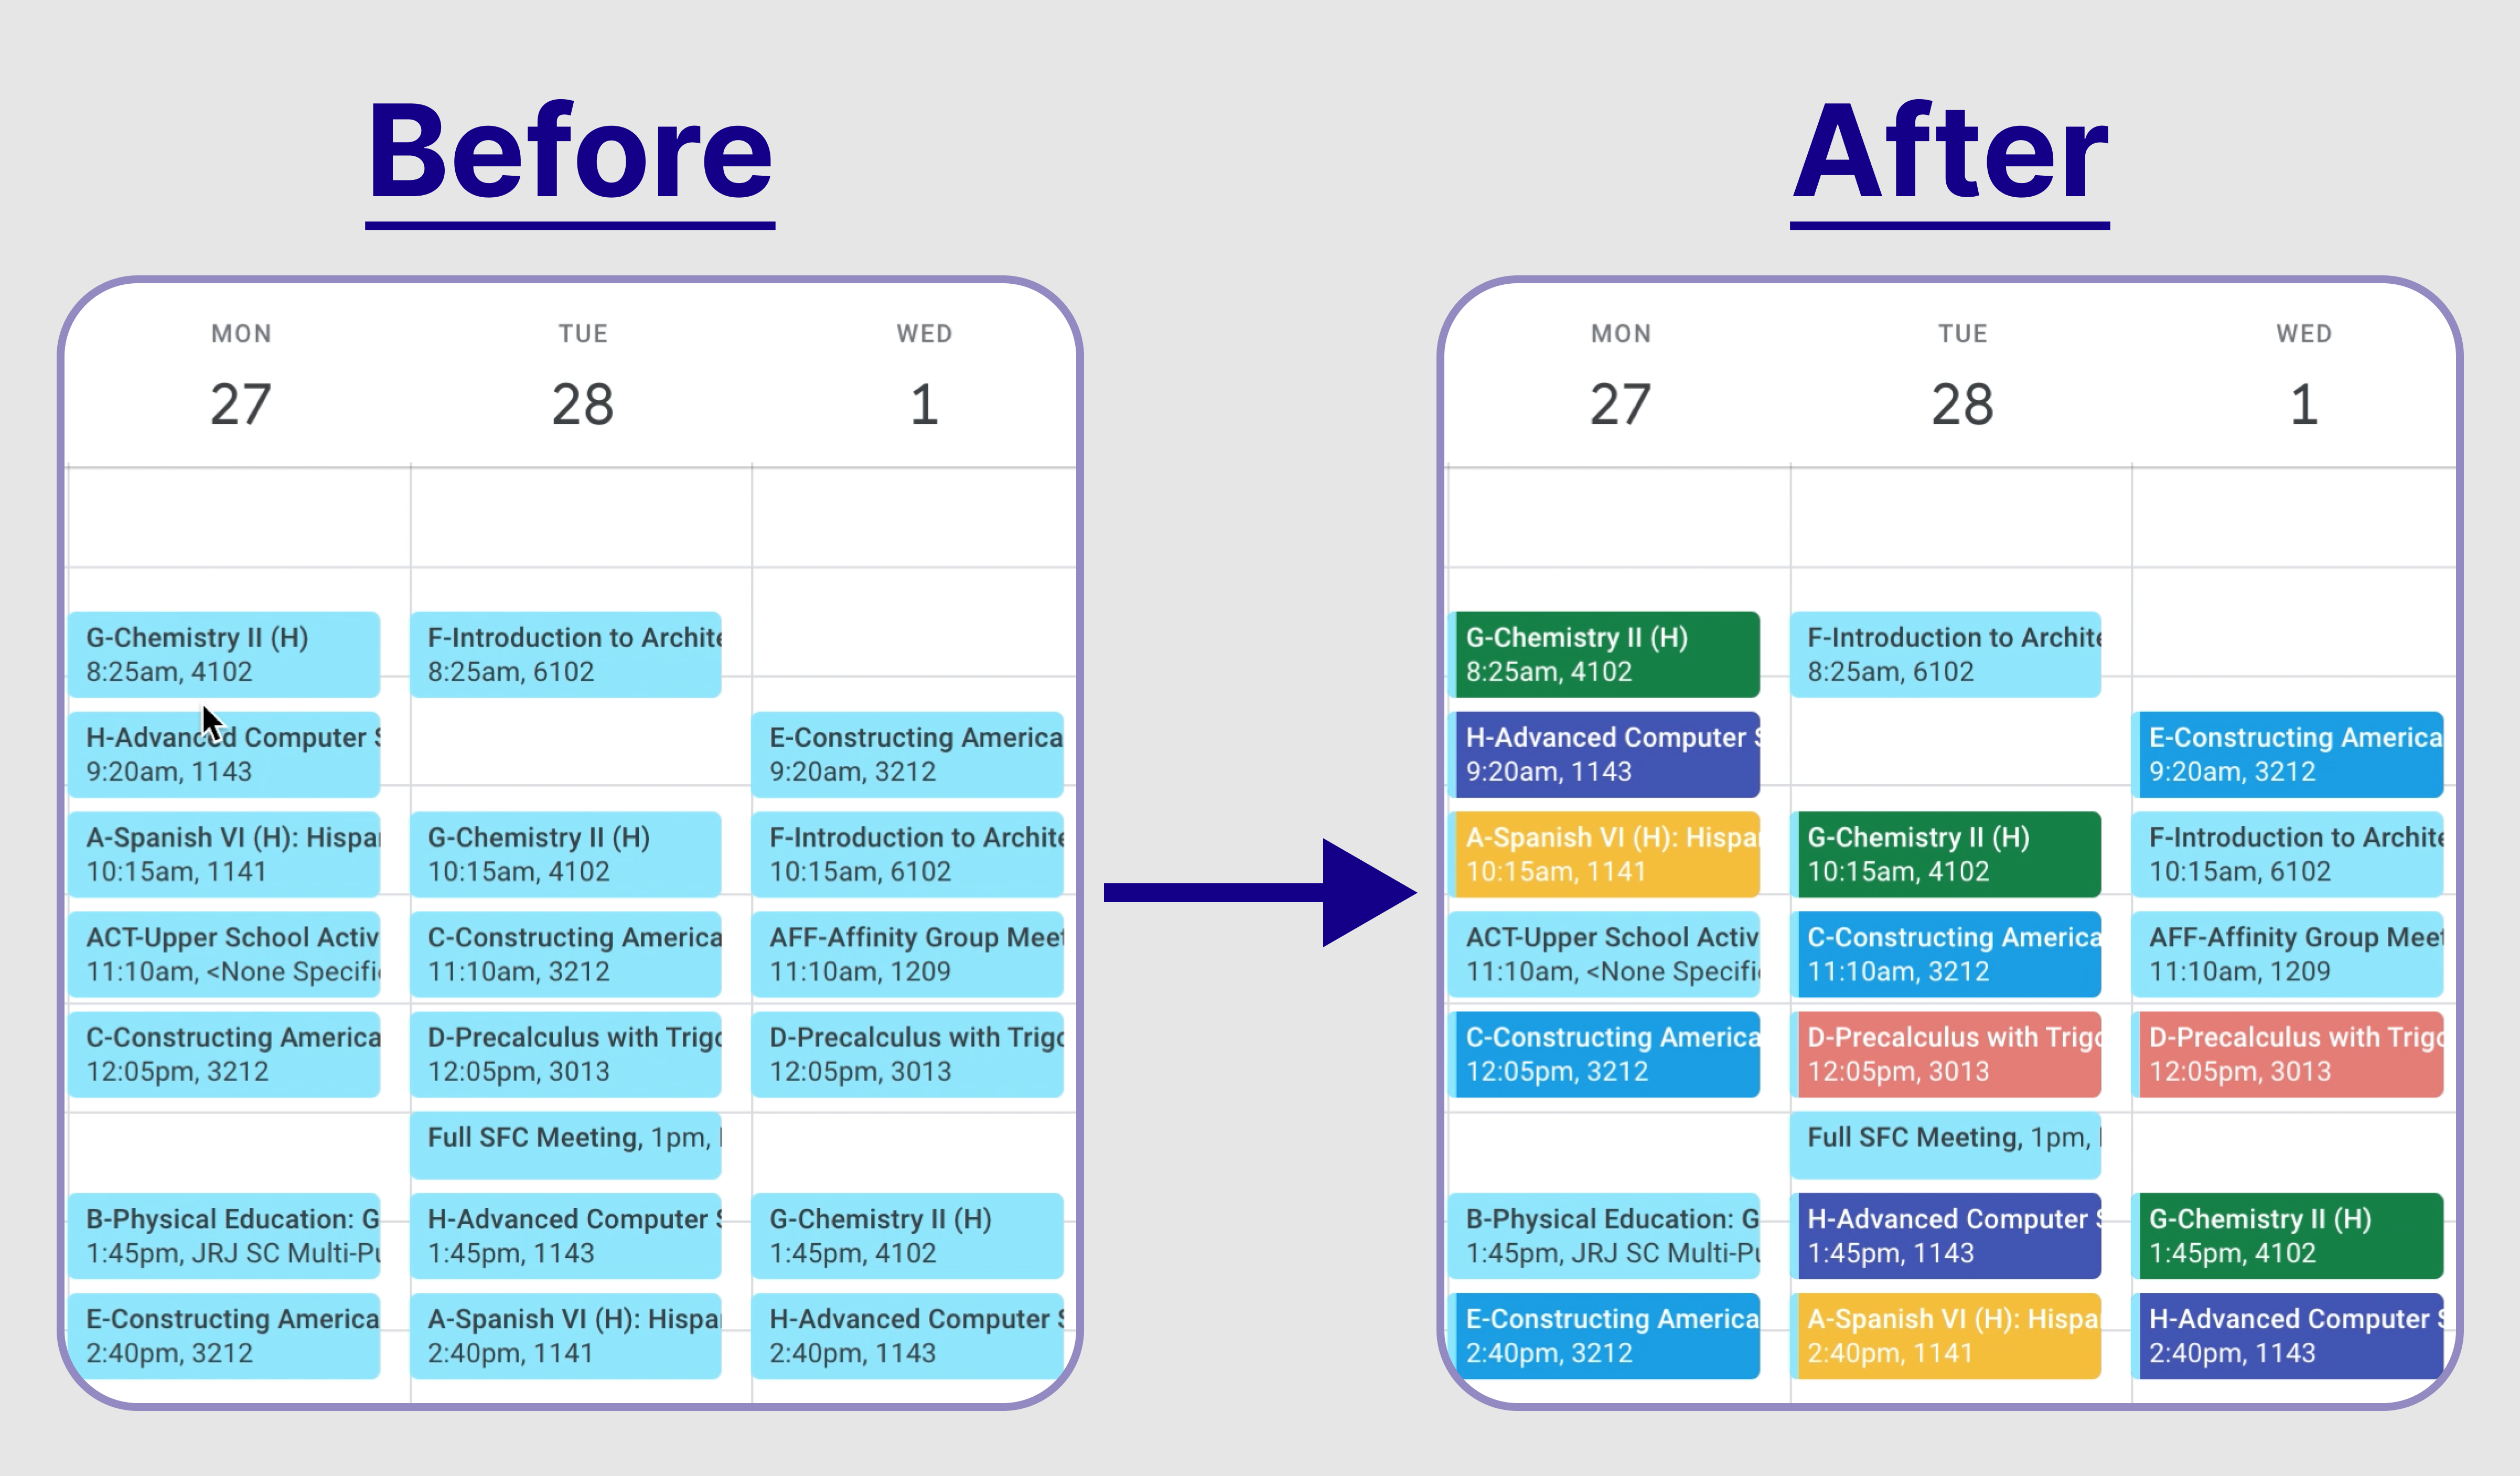 Before
MON
27
TUE
28
WED
1
G-Chemistry II (H)
8:25am, 4102
H-Advanced Computer
9:20am, 1143
A-Spanish VI (H):
10:15am, 1141
ACT-Upper School Activ
11:10am, <None Specifi
C-Constructing America
12:05pm, 3212
B-Physical Education: G
1:45pm, JRJ SC Multi-Pu
E-Constructing America
2:40pm, 3212
F-Introduction to Archite
8:25am, 6102
G-Chemistry II (H)
10:15am, 4102
C-Constructing America
11:10am, 3212
D-Precalculus with Trigo
12:05pm, 3013
Full SFC Meeting, 1pm,
H-Advanced Computer
1:45pm, 1143
A-Spanish VI (H): Hispa
2:40pm, 1141
E-Constructing America
9:20am, 3212
F-Introduction to Archite
10:15am, 6102
AFF-Affinity Group Meet
11:10am, 1209
D-Precalculus with Trigo
12:05pm, 3013
G-Chemistry II (H)
1:45pm, 4102
H-Advanced Computer
2:40pm, 1143
After
MON
27
TUE
28
WED
1
G-Chemistry II (H)
8:25am, 4102
H-Advanced Computer
9:20am, 1143
A-Spanish VI (H): Hispa
10:15am, 1141
ACT-Upper School Activ
11:10am, <None Specifi
C-Constructing America
12:05pm, 3212
B-Physical Education: G
1:45pm, JRJ SC Multi-Pu
E-Constructing America
2:40pm, 3212
F-Introduction to Archite
8:25am, 6102
G-Chemistry II (H)
10:15am, 4102
C-Constructing America
11:10am, 3212
D-Precalculus with Trigo
12:05pm, 3013
Full SFC Meeting, 1pm,
H-Advanced Computer
1:45pm, 1143
A-Spanish VI (H): Hispa
2:40pm, 1141
E-Constructing America
9:20am, 3212
F-Introduction to Archite
10:15am, 6102
AFF-Affinity Group Meet
11:10am, 1209
D-Precalculus with Trigo
12:05pm, 3013
G-Chemistry II (H)
1:45pm, 4102
H-Advanced Computer
2:40pm, 1143